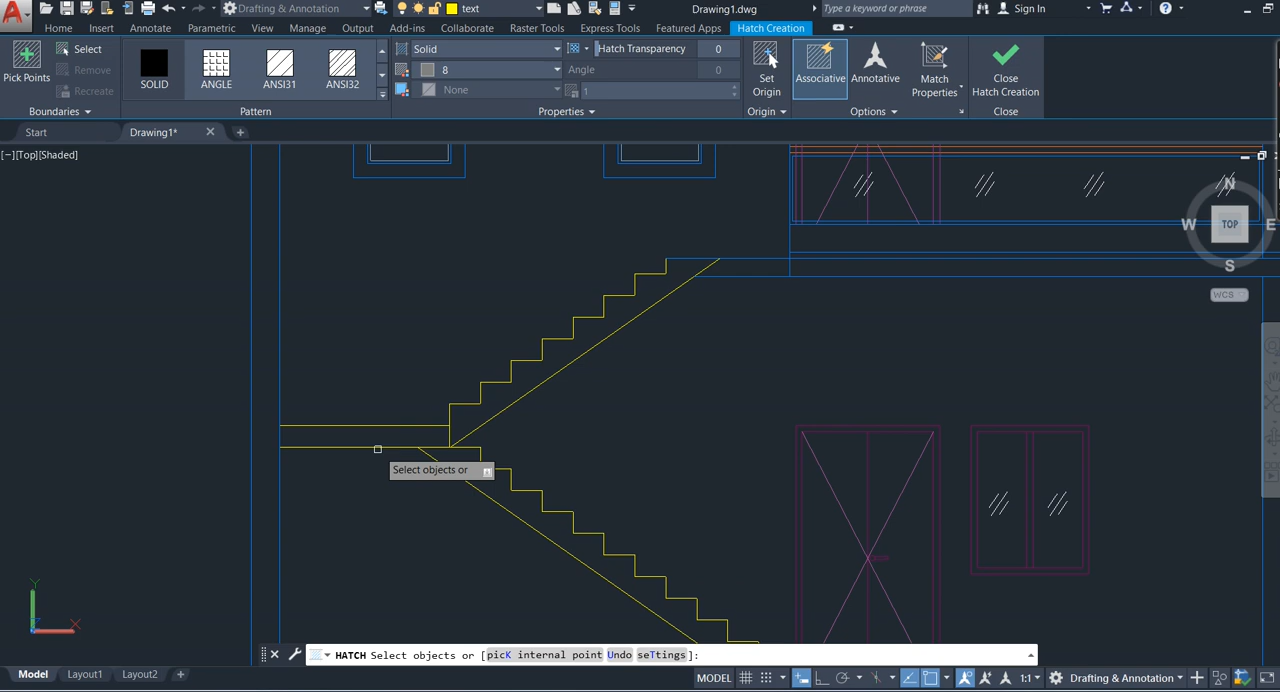 A
Drafting & Annotation
text
Drawing1.dwg
Type a keyword or phrase
Sign In
Home
Insert
Annotate
Parametric
View
Manage
Output
Add-ins
Collaborate
Raster Tools
Express Tools
Featured Apps
Hatch Creation
Pick Points
Select
Remove
Recreate
Boundaries
SOLID
ANGLE
ANSI31
ANSI32
Pattern
Solid
8
None
Hatch Transparency
0
Angle
0
1
Properties
Set
Origin
Origin
Associative
Annotative
Match
Properties
Options
Close
Hatch Creation
Close
Start
Drawing1*
[−][Top][Shaded]
N
W
TOP
E
S
WCS
Select objects or
Y
X
HATCH Select objects or [picK internal point Undo seTtings]:
Model
Layout1
Layout2
MODEL
1:1
Drafting & Annotation